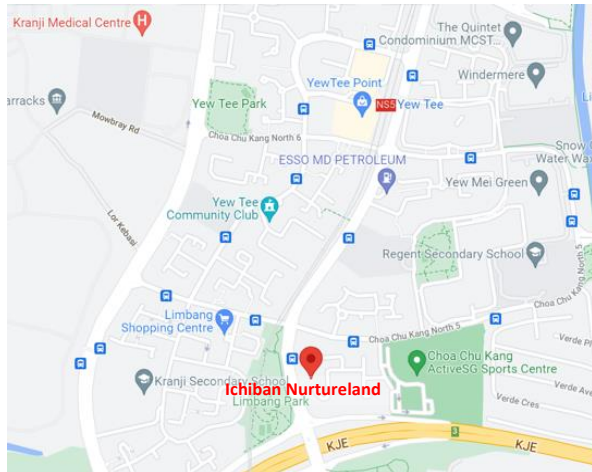 Kranji Medical Centre
The Quintet
Condominium MCST...
YewTee Point
Windermere
NS5 Yew Tee
Yew Tee Park
Mowbray Rd
Choa Chu Kang North 6
ESSO MD PETROLEUM
Snow
Water
Yew Mei Green
Yew Tee
Community Club
Lor Kebasi
Regent Secondary School
Choa Chu Kang North 5
Limbang
Shopping Centre
Choa Chu Kang North 5
Verde
Choa Chu Kang
ActiveSG Sports Centre
Kranji Secondary School
Ichiban Nurtureland
Limbang Park
Verde Ave
Verde Cres
3
KJE
KJE